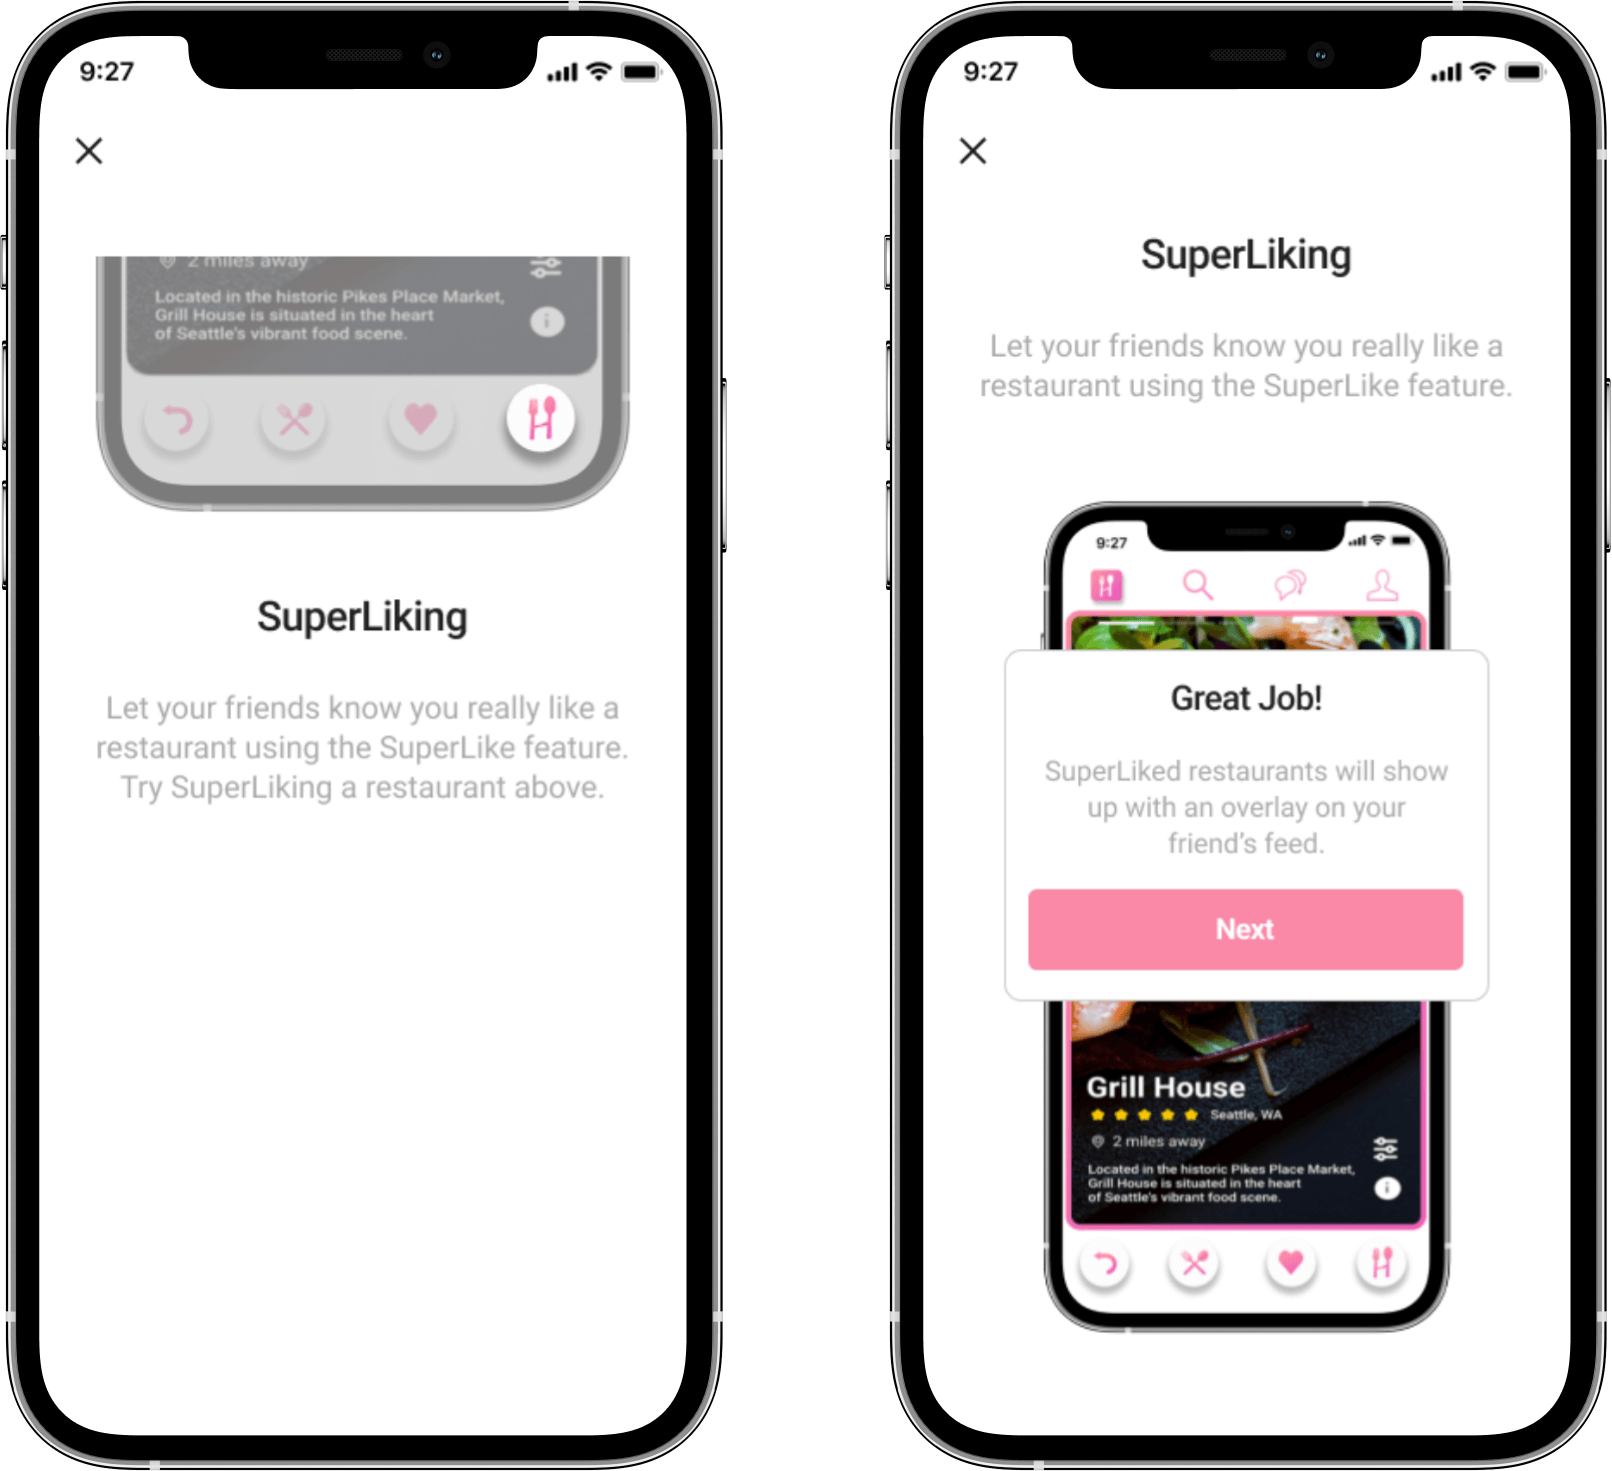 9:27
2 miles away
Located in the historic Pikes Place Market,
Grill House is situated in the heart
of Seattle's vibrant food scene.
SuperLiking
Let your friends know you really like a
restaurant using the SuperLike feature.
Try SuperLiking a restaurant above.
9:27
SuperLiking
Let your friends know you really like a
restaurant using the SuperLike feature.
9:27
Great Job!
SuperLiked restaurants will show
up with an overlay on your
friend's feed.
Next
Grill House
Seattle, WA
2 miles away
Located in the historic Pikes Place Market,
Grill House is situated in the heart
of Seattle's vibrant food scene.